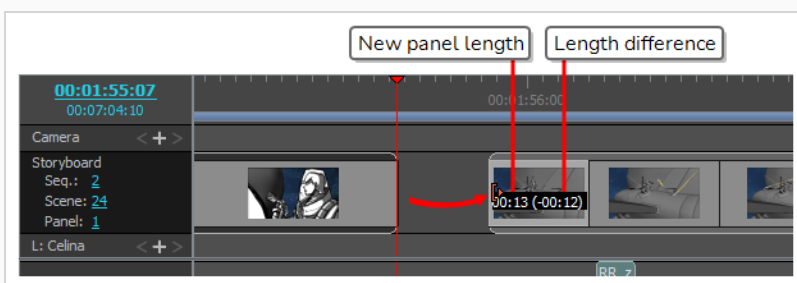 New panel length
Length difference
00:01:55:07
00:07:04:10
00:01:56:00
Camera
Storyboard
Seq.: 2
Scene: 24
Panel: 1
00:13 (-00:12)
L: Celina
RR_z